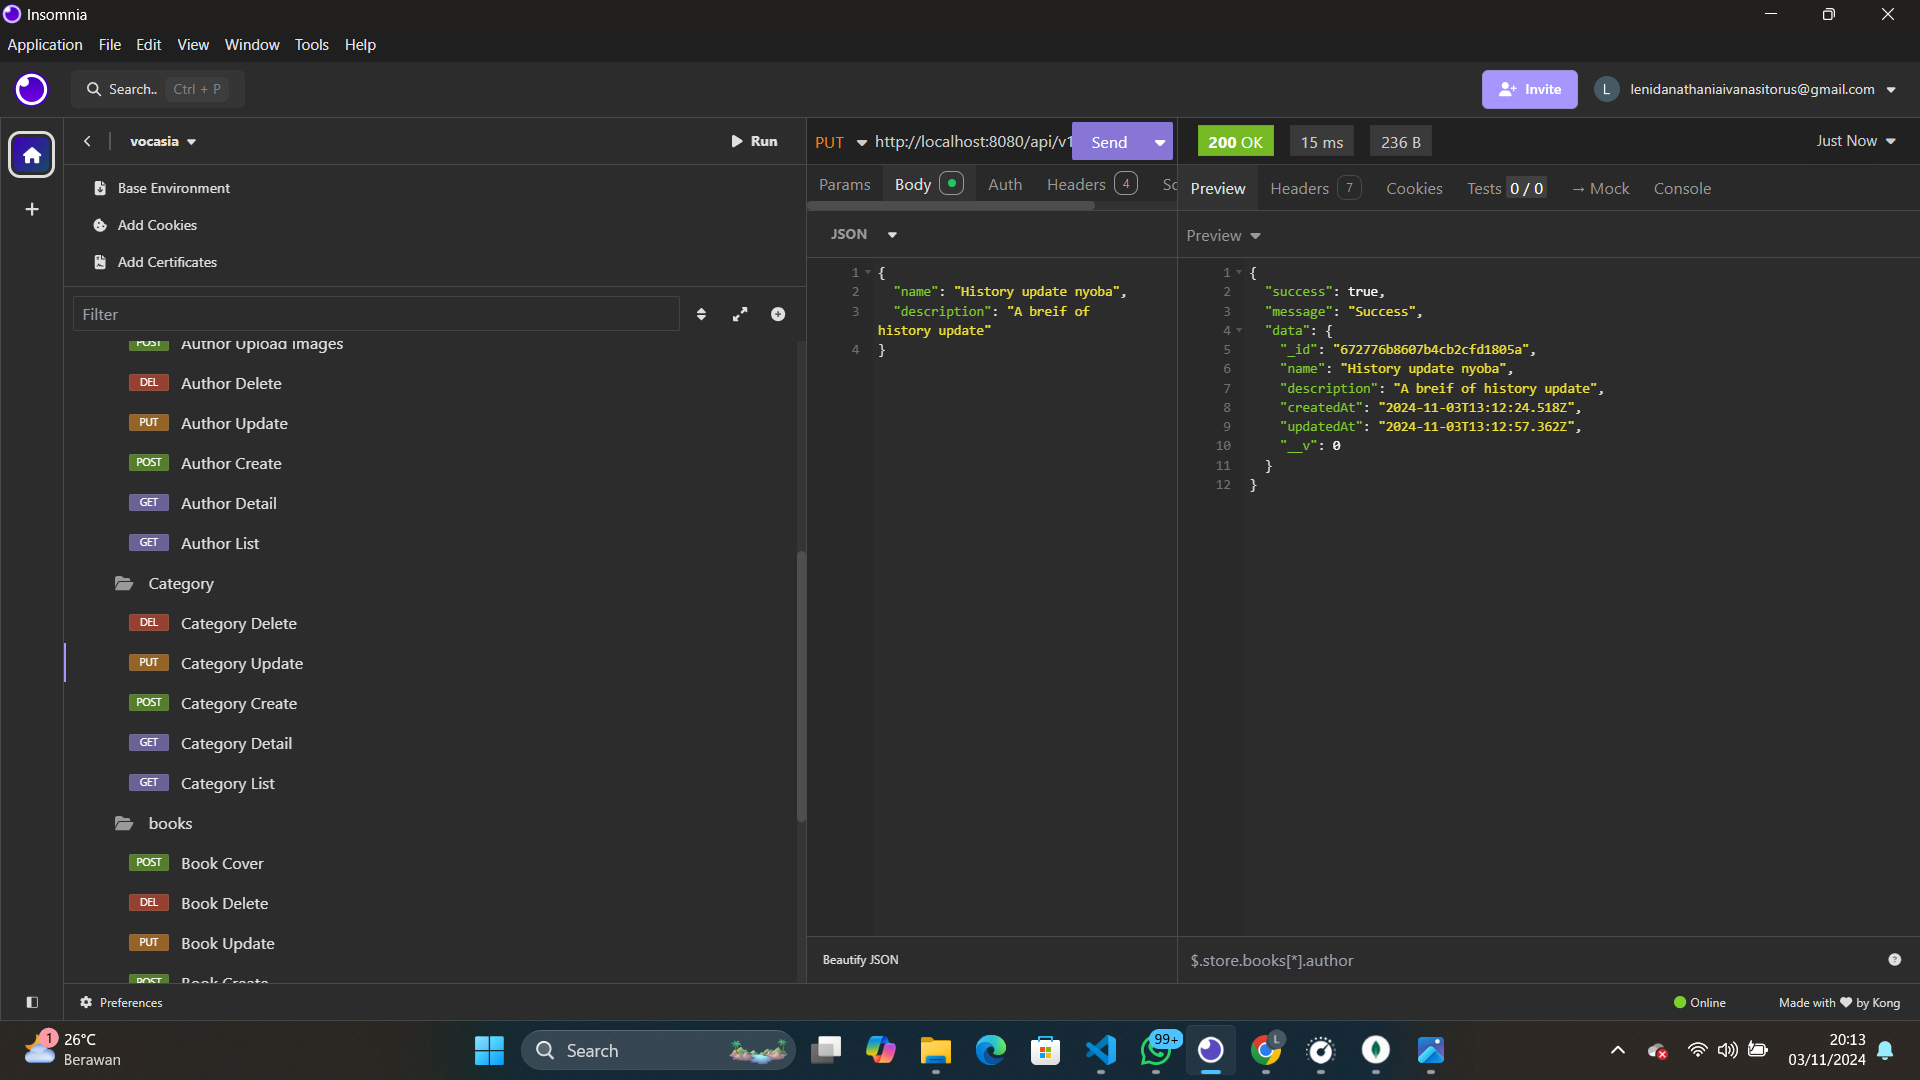 Insomnia
Application File Edit View Window Tools Help
Search.. Ctrl + P
Invite
L lenidanathaniaivanasitorus@gmail.com
vocasia
Run
Base Environment
Add Cookies
Add Certificates
Filter
POST Author Upload Images
DEL Author Delete
PUT Author Update
POST Author Create
GET Author Detail
GET Author List
Category
DEL Category Delete
PUT Category Update
POST Category Create
GET Category Detail
GET Category List
books
POST Book Cover
DEL Book Delete
PUT Book Update
POST Book Create
PUT http://localhost:8080/api/v1 Send
Params Body Auth Headers 4 Sc
JSON
1 {
2 "name": "History update nyoba",
3 "description": "A breif of
history update"
4 }
Beautify JSON
200 OK 15 ms 236 B Just Now
Preview Headers 7 Cookies Tests 0 / 0 → Mock Console
Preview
1 {
2 "success": true,
3 "message": "Success",
4 "data": {
5 "_id": "672776b8607b4cb2cfd1805a",
6 "name": "History update nyoba",
7 "description": "A breif of history update",
8 "createdAt": "2024-11-03T13:12:24.518Z",
9 "updatedAt": "2024-11-03T13:12:57.362Z",
10 "__v": 0
11 }
12 }
$.store.books[*].author
Preferences
Online
Made with ♥ by Kong
1
26°C
Berawan
Search
99+
L
20:13
03/11/2024